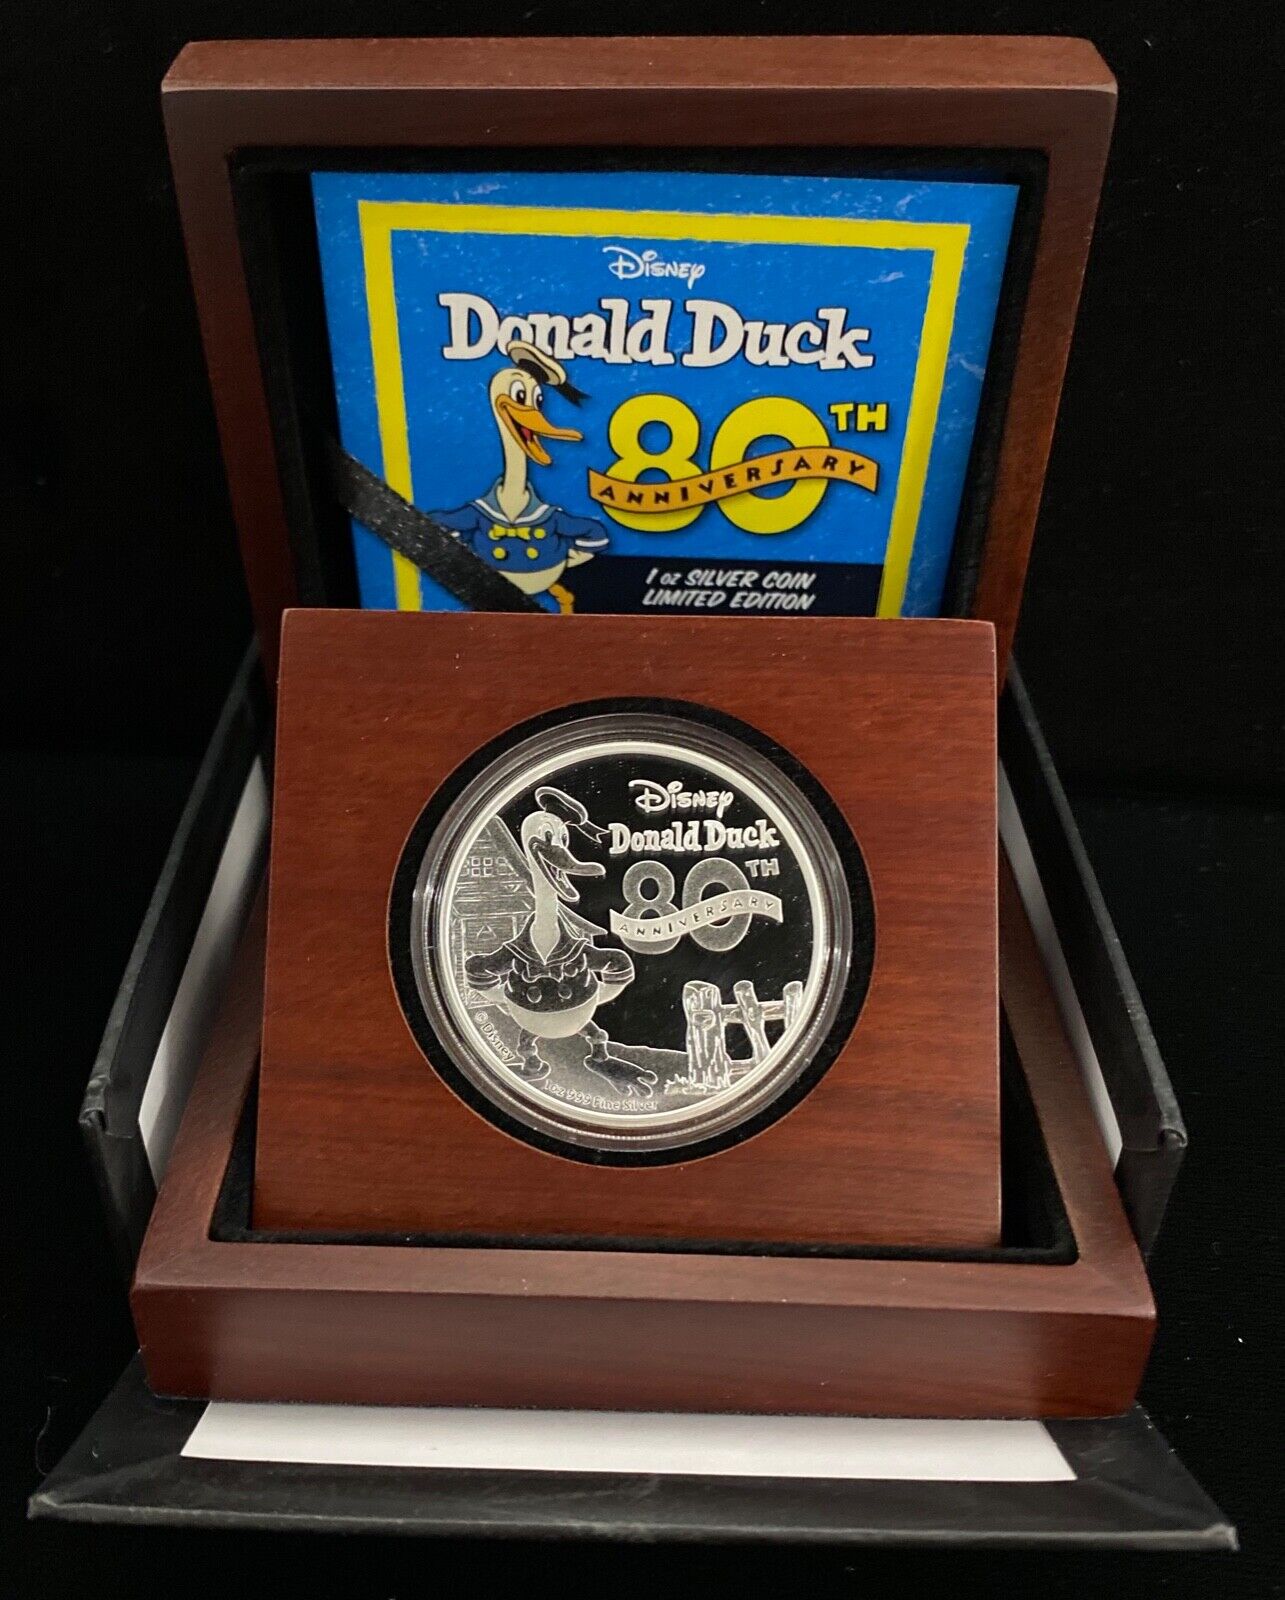 Disney
Donald Duck
80TH
ANNIVERSARY
1 oz SILVER COIN
LIMITED EDITION
Disney
Donald Duck
80TH
ANNIVERSARY
© Disney
1oz 999 Fine Silver